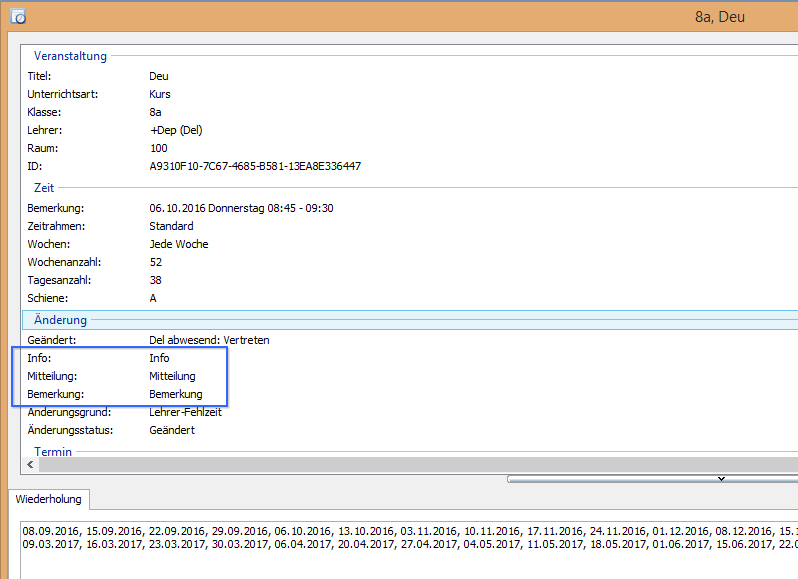 8a, Deu
Veranstaltung
Titel: Deu
Unterrichtsart: Kurs
Klasse: 8a
Lehrer: +Dep (Del)
Raum: 100
ID: A9310F10-7C67-4685-B581-13EA8E336447
Zeit
Bemerkung: 06.10.2016 Donnerstag 08:45 - 09:30
Zeitrahmen: Standard
Wochen: Jede Woche
Wochenanzahl: 52
Tagesanzahl: 38
Schiene: A
Änderung
Geändert: Del abwesend: Vertreten
Info: Info
Mitteilung: Mitteilung
Bemerkung: Bemerkung
Änderungsgrund: Lehrer-Fehlzeit
Änderungsstatus: Geändert
Termin
Wiederholung
08.09.2016, 15.09.2016, 22.09.2016, 29.09.2016, 06.10.2016, 13.10.2016, 03.11.2016, 10.11.2016, 17.11.2016, 24.11.2016, 01.12.2016, 08.12.2016, 15.1
09.03.2017, 16.03.2017, 23.03.2017, 30.03.2017, 06.04.2017, 20.04.2017, 27.04.2017, 04.05.2017, 11.05.2017, 18.05.2017, 01.06.2017, 15.06.2017, 22.0